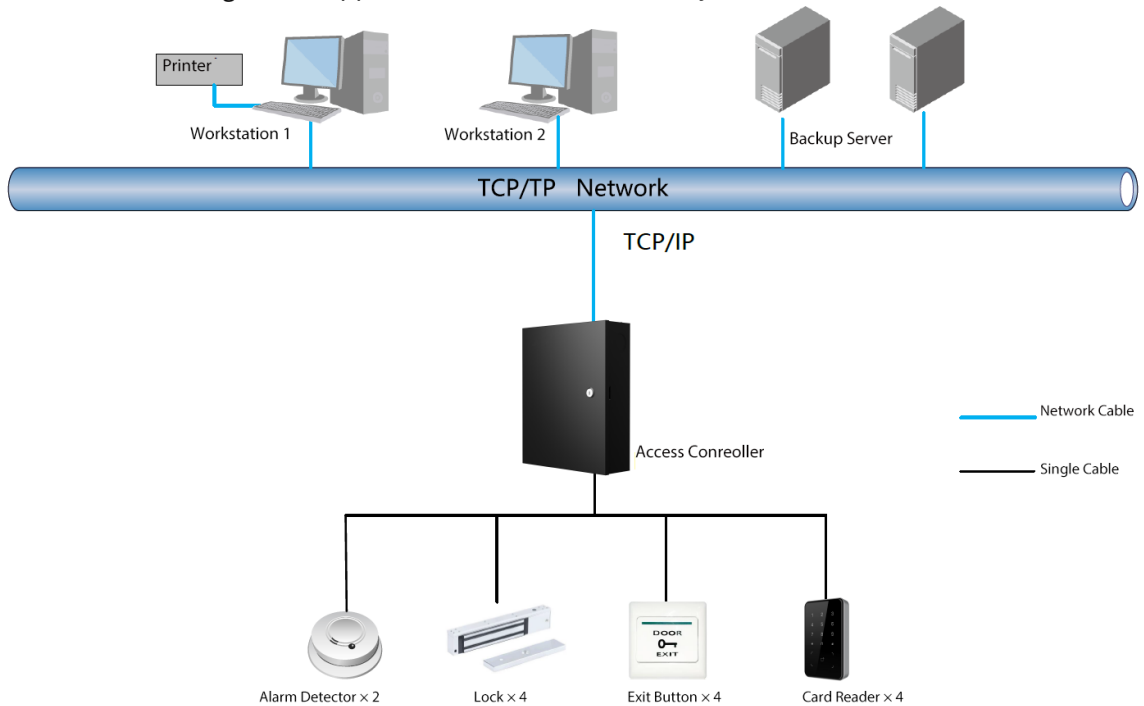 Printer
Workstation 1
Workstation 2
Backup Server
TCP/TP Network
TCP/IP
Access Conreoller
Network Cable
Single Cable
DOOR
EXIT
Alarm Detector × 2
Lock × 4
Exit Button × 4
Card Reader × 4